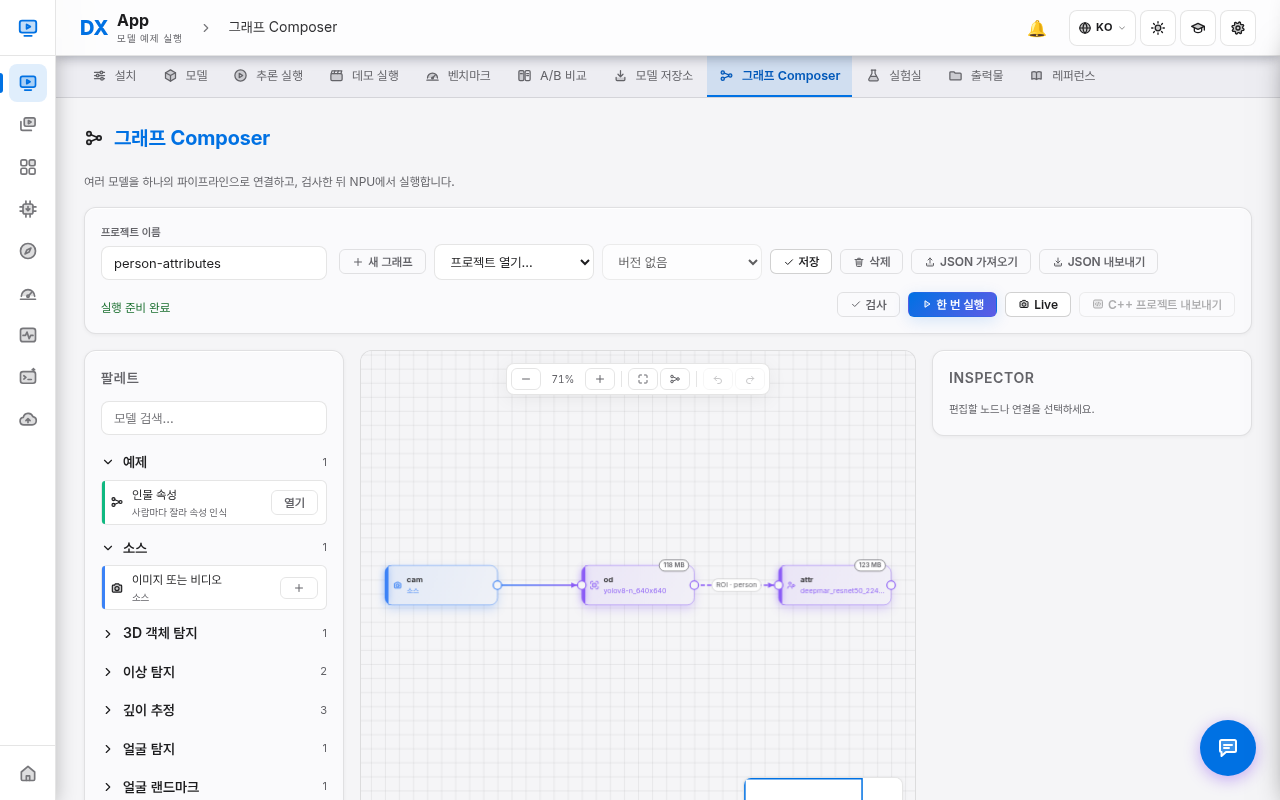 DX App
모델 예제 실행
그래프 Composer
KO
설치
모델
추론 실행
데모 실행
벤치마크
A/B 비교
모델 저장소
그래프 Composer
실험실
출력물
레퍼런스
그래프 Composer
여러 모델을 하나의 파이프라인으로 연결하고, 검사한 뒤 NPU에서 실행합니다.
프로젝트 이름
person-attributes
새 그래프
프로젝트 열기...
버전 없음
저장
삭제
JSON 가져오기
JSON 내보내기
실행 준비 완료
검사
한 번 실행
Live
C++ 프로젝트 내보내기
팔레트
모델 검색...
예제 1
인물 속성
사람마다 잘라 속성 인식
열기
소스 1
이미지 또는 비디오
소스
3D 객체 탐지 1
이상 탐지 2
깊이 추정 3
얼굴 탐지 1
얼굴 랜드마크 1
71%
cam
소스
118 MB
od
yolov8-n_640x640
ROI · person
123 MB
attr
deepmar_resnet50_224...
INSPECTOR
편집할 노드나 연결을 선택하세요.